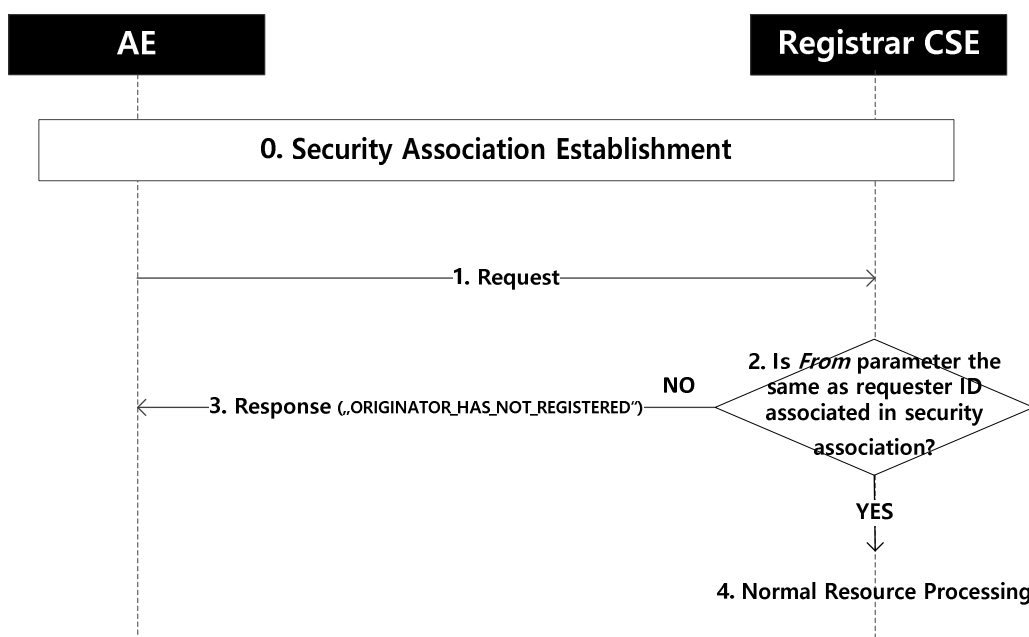 AE
Registrar CSE
0. Security Association Establishment
1. Request
2. Is From parameter the
same as requester ID
associated in security
association?
NO
3. Response („ORIGINATOR_HAS_NOT_REGISTERED“)
YES
4. Normal Resource Processing